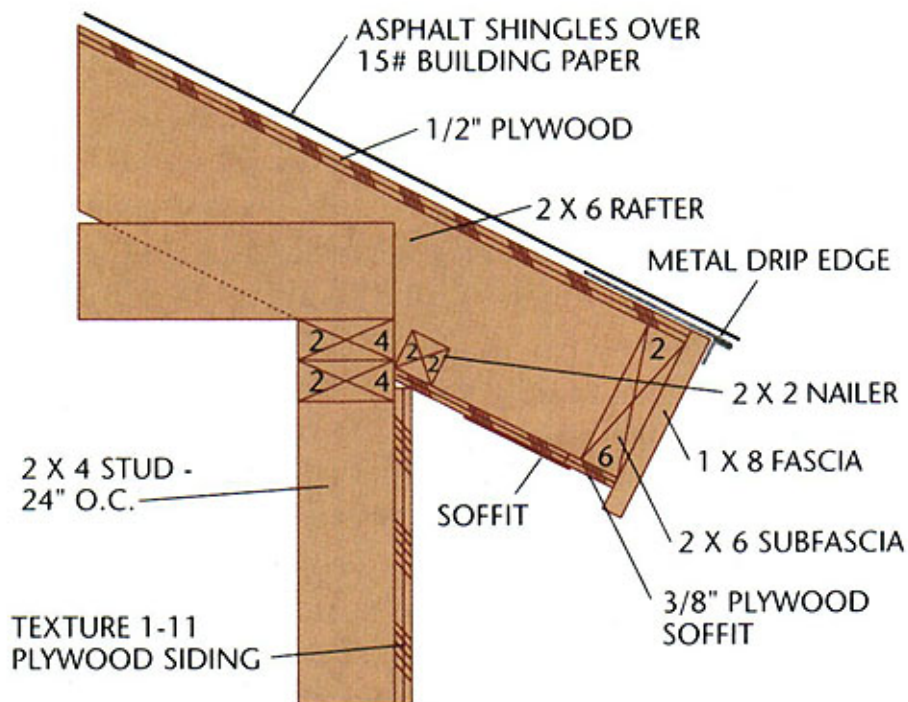 ASPHALT SHINGLES OVER
15# BUILDING PAPER
1/2" PLYWOOD
2 X 6 RAFTER
METAL DRIP EDGE
2 4
2 4
2 2
2
6
2 X 2 NAILER
1 X 8 FASCIA
2 X 4 STUD -
24" O.C.
SOFFIT
2 X 6 SUBFASCIA
3/8" PLYWOOD
SOFFIT
TEXTURE 1-11
PLYWOOD SIDING